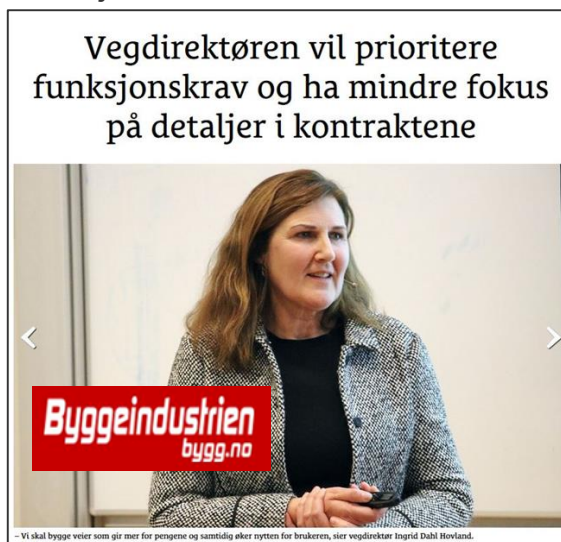 Vegdirektøren vil prioritere
funksjonskrav og ha mindre fokus
på detaljer i kontraktene
Byggeindustrien
bygg.no
– Vi skal bygge veier som gir mer for pengene og samtidig øker nytten for brukeren, sier vegdirektør Ingrid Dahl Hovland.